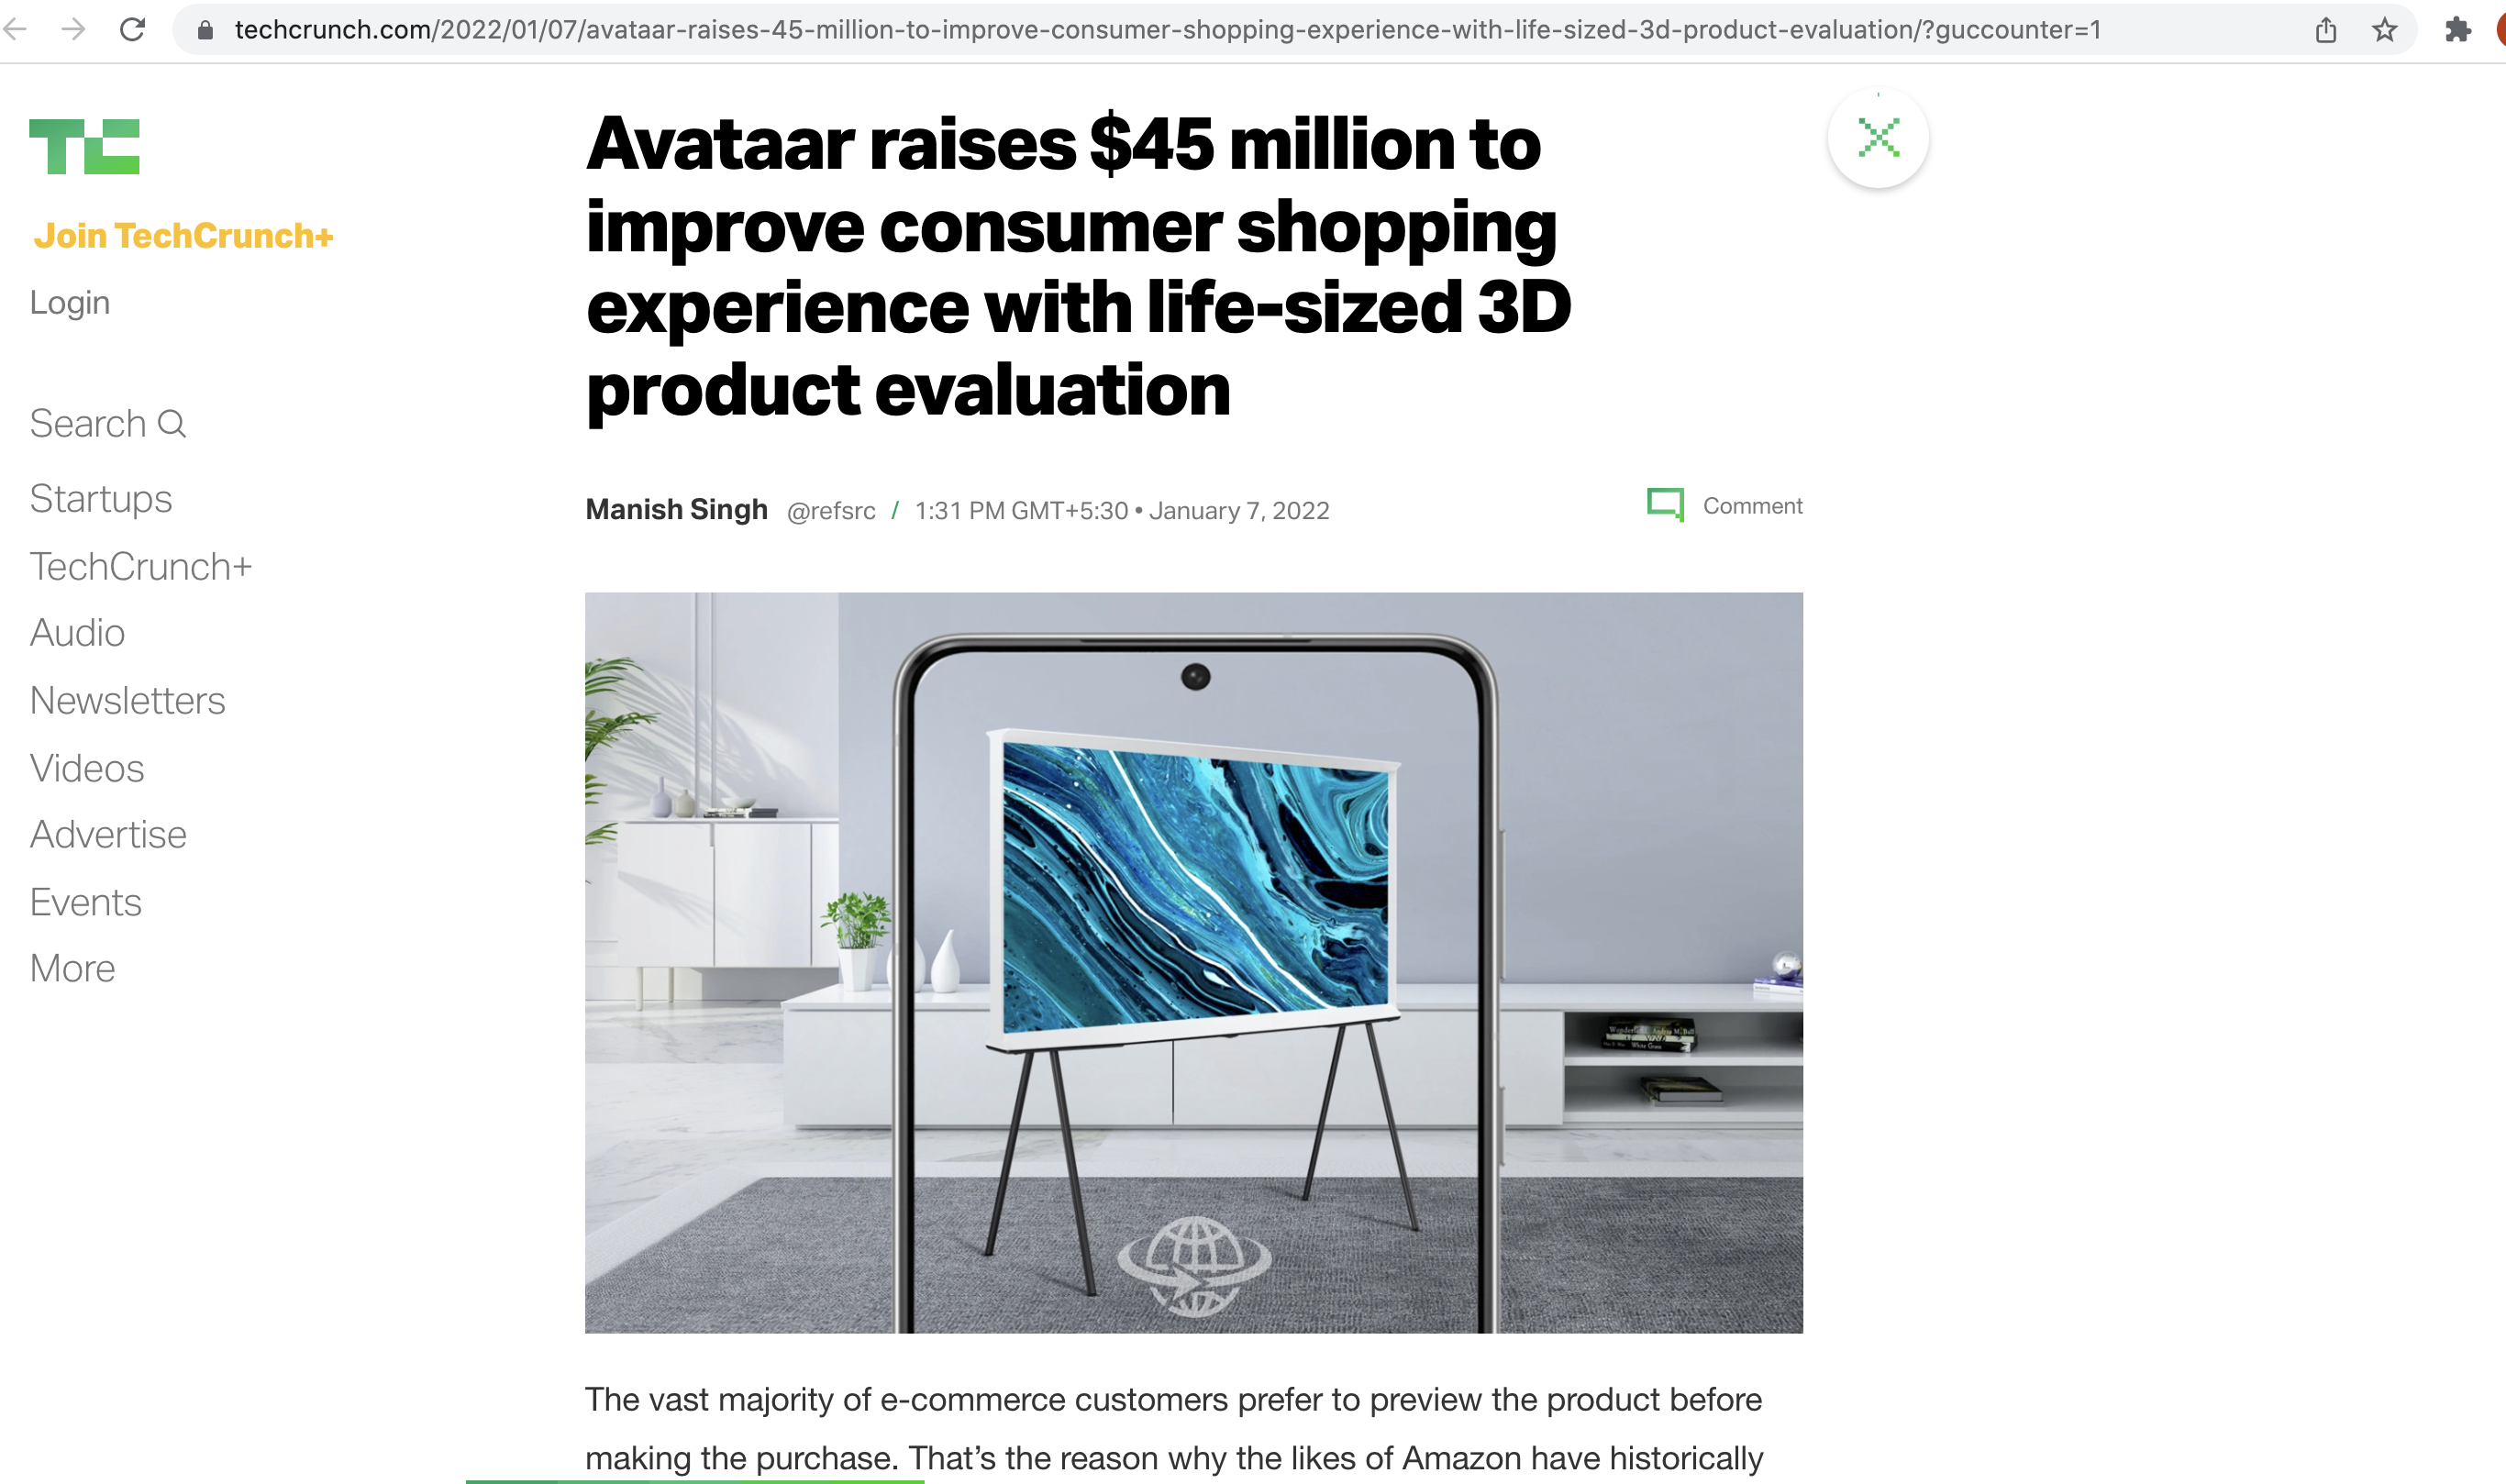 techcrunch.com/2022/01/07/avataar-raises-45-million-to-improve-consumer-shopping-experience-with-life-sized-3d-product-evaluation/?guccounter=1
TC
Join TechCrunch+
Login
Search
Startups
TechCrunch+
Audio
Newsletters
Videos
Advertise
Events
More
Avataar raises $45 million to
improve consumer shopping
experience with life-sized 3D
product evaluation
Manish Singh @refsrc / 1:31 PM GMT+5:30 • January 7, 2022
Comment
The vast majority of e-commerce customers prefer to preview the product before
making the purchase. That’s the reason why the likes of Amazon have historically